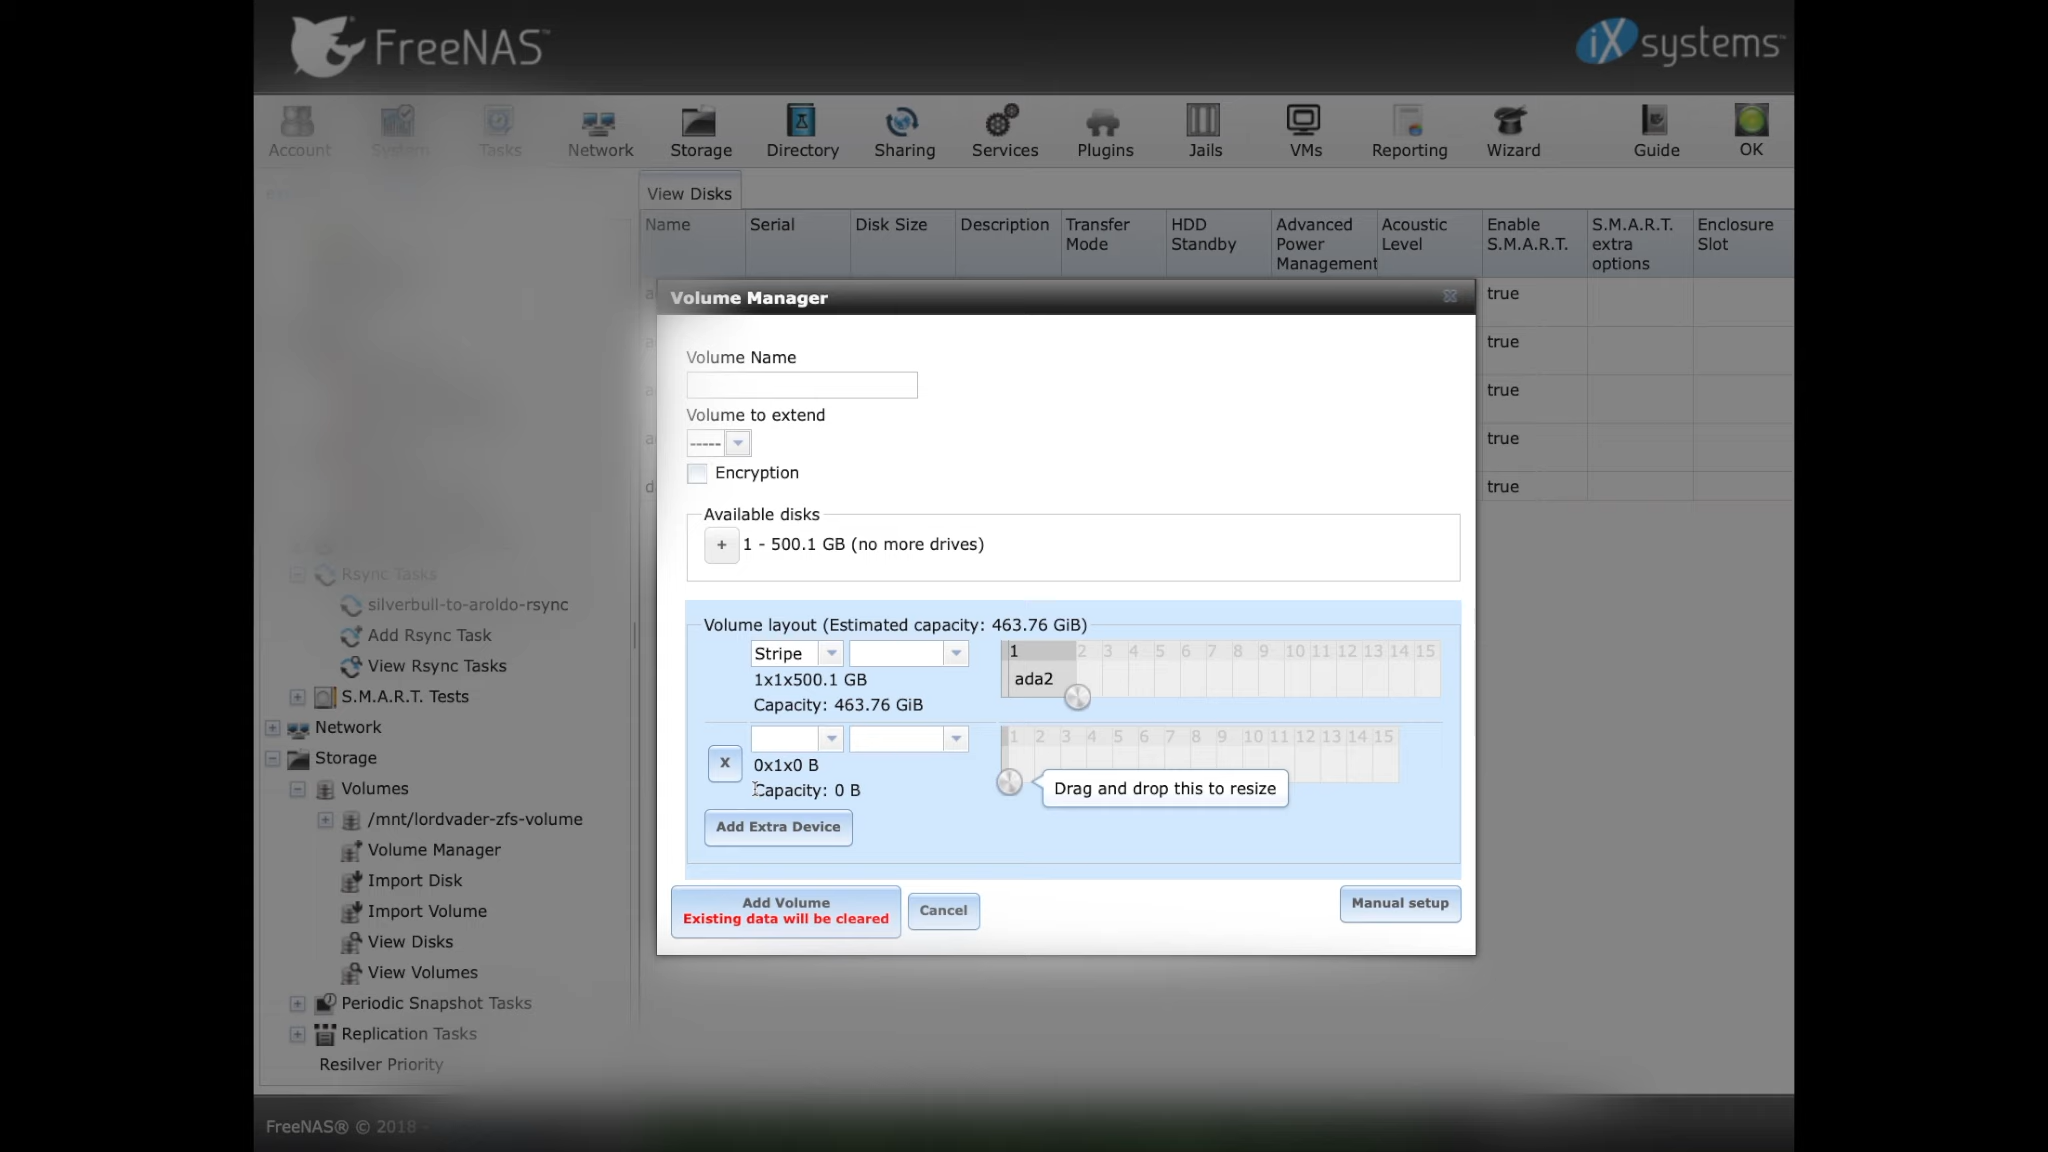 FreeNAS™
iXsystems™
Account
System
Tasks
Network
Storage
Directory
Sharing
Services
Plugins
Jails
VMs
Reporting
Wizard
Guide
OK
View Disks
Name
Serial
Disk Size
Description
Transfer
Mode
HDD
Standby
Advanced
Power
Management
Acoustic
Level
Enable
S.M.A.R.T.
S.M.A.R.T.
extra
options
Enclosure
Slot
true
true
true
true
true
Volume Manager
Volume Name
Volume to extend
-----
Encryption
Available disks
+ 1 - 500.1 GB (no more drives)
Volume layout (Estimated capacity: 463.76 GiB)
Stripe
1x1x500.1 GB
Capacity: 463.76 GiB
1 2 3 4 5 6 7 8 9 10 11 12 13 14 15
ada2
X
0x1x0 B
Capacity: 0 B
1 2 3 4 5 6 7 8 9 10 11 12 13 14 15
Drag and drop this to resize
Add Extra Device
Add Volume
Existing data will be cleared
Cancel
Manual setup
Rsync Tasks
silverbull-to-aroldo-rsync
Add Rsync Task
View Rsync Tasks
S.M.A.R.T. Tests
Network
Storage
Volumes
/mnt/lordvader-zfs-volume
Volume Manager
Import Disk
Import Volume
View Disks
View Volumes
Periodic Snapshot Tasks
Replication Tasks
Resilver Priority
FreeNAS® © 2018 -